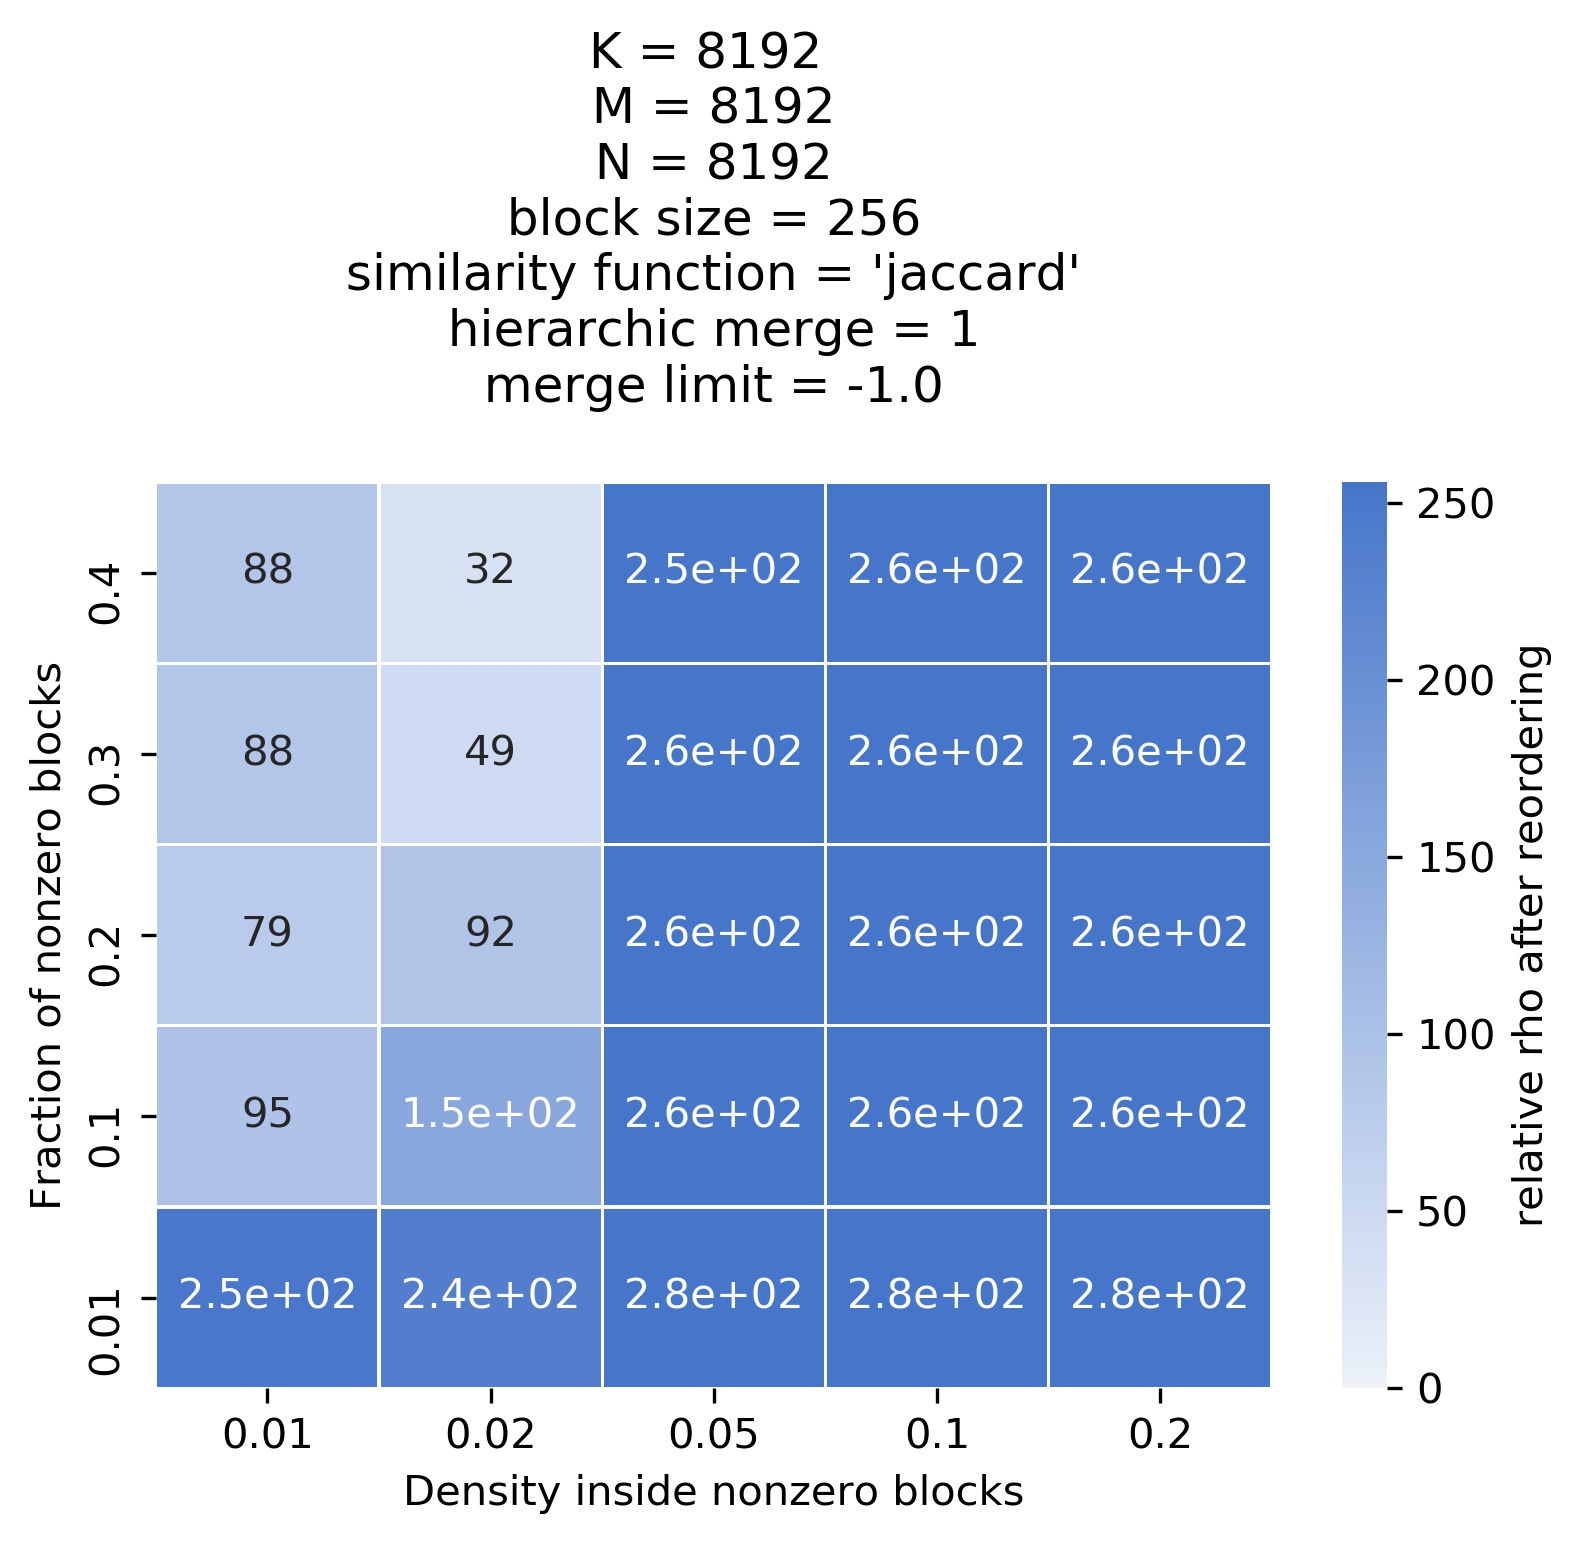 K = 8192
M = 8192
N = 8192
block size = 256
similarity function = 'jaccard'
hierarchic merge = 1
merge limit = -1.0
Fraction of nonzero blocks
0.4
88
32
2.5e+02
2.6e+02
2.6e+02
0.3
88
49
2.6e+02
2.6e+02
2.6e+02
0.2
79
92
2.6e+02
2.6e+02
2.6e+02
0.1
95
1.5e+02
2.6e+02
2.6e+02
2.6e+02
0.01
2.5e+02
2.4e+02
2.8e+02
2.8e+02
2.8e+02
0.01
0.02
0.05
0.1
0.2
Density inside nonzero blocks
250
200
150
100
50
0
relative rho after reordering